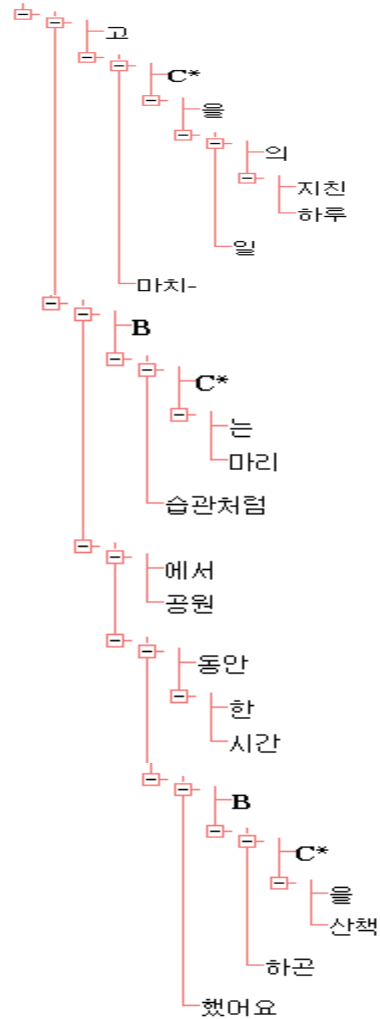 고
C*
을
의
지친
하루
일
마치-
B
C*
는
마리
습관처럼
에서
공원
동안
한
시간
B
C*
을
산책
하곤
했어요